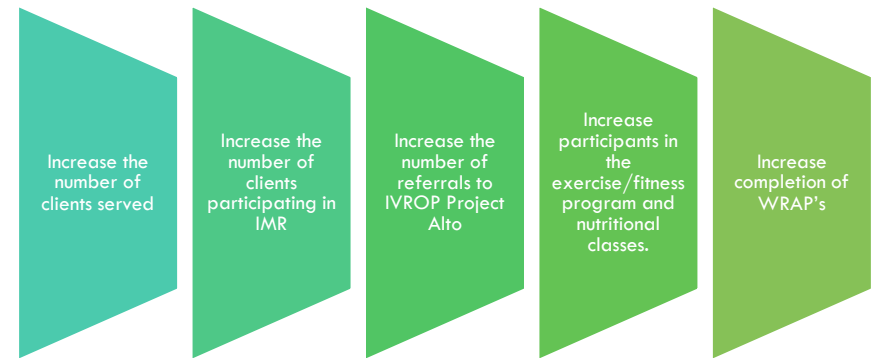 Increase the
number of
clients served
Increase the
number of
clients
participating in
IMR
Increase the
number of
referrals to
IVROP Project
Alto
Increase
participants in
the
exercise/fitness
program and
nutritional
classes.
Increase
completion of
WRAP's